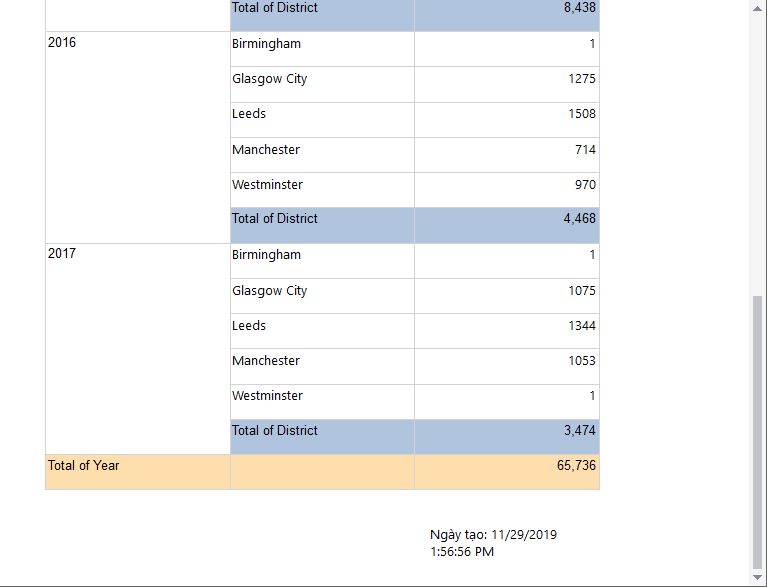 Total of District 8,438
2016 Birmingham 1
Glasgow City 1275
Leeds 1508
Manchester 714
Westminster 970
Total of District 4,468
2017 Birmingham 1
Glasgow City 1075
Leeds 1344
Manchester 1053
Westminster 1
Total of District 3,474
Total of Year 65,736
Ngày tạo: 11/29/2019
1:56:56 PM